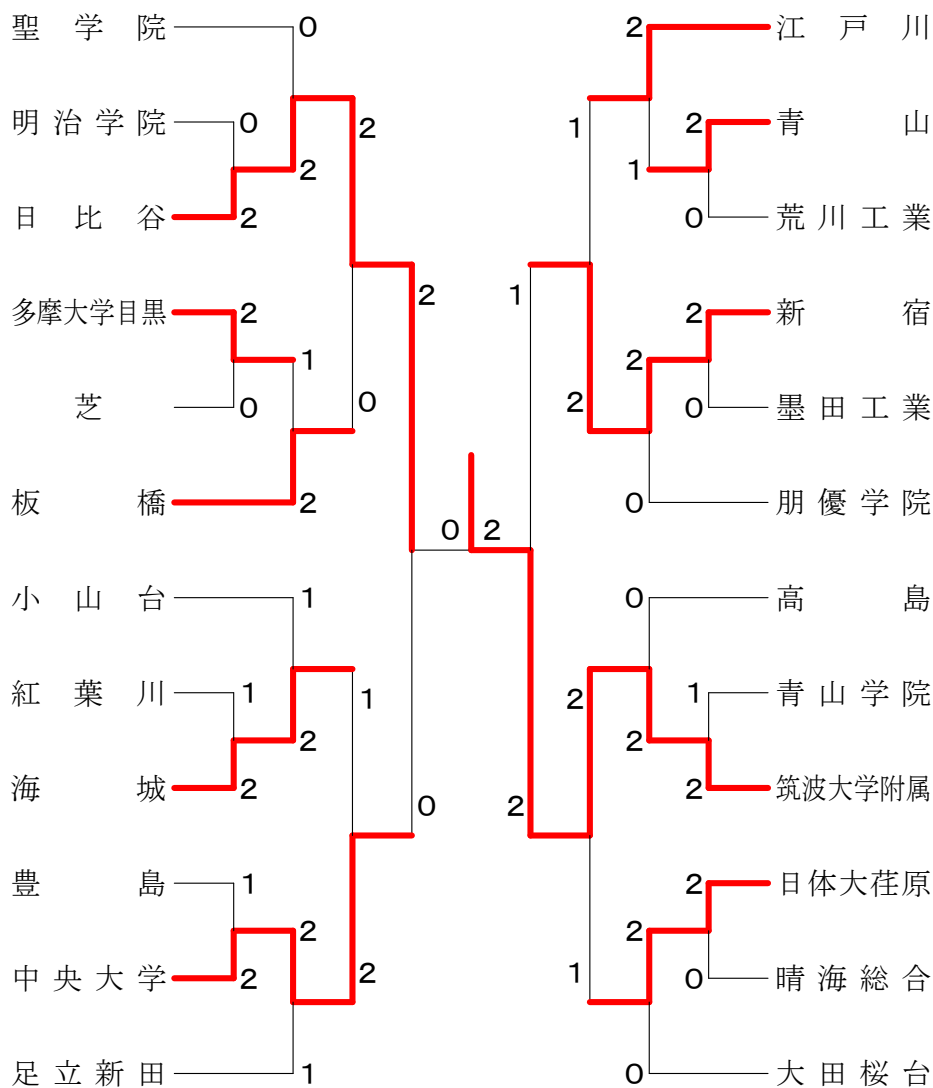 聖学院 0 2 江戸川
明治学院 0 2 1 2 青山
2 1
日比谷 2 0 荒川工業
多摩大学目黒 2 2 1 2 新宿
1 2
芝 0 0 2 0 墨田工業
板橋 2 0 朋優学院
0 2
小山台 1 0 高島
紅葉川 1 1 2 1 青山学院
2 2
海城 2 2 筑波大学附属
0 2
豊島 1 2 日体大荏原
2 2
中央大学 2 2 1 0 晴海総合
足立新田 1 0 大田桜台